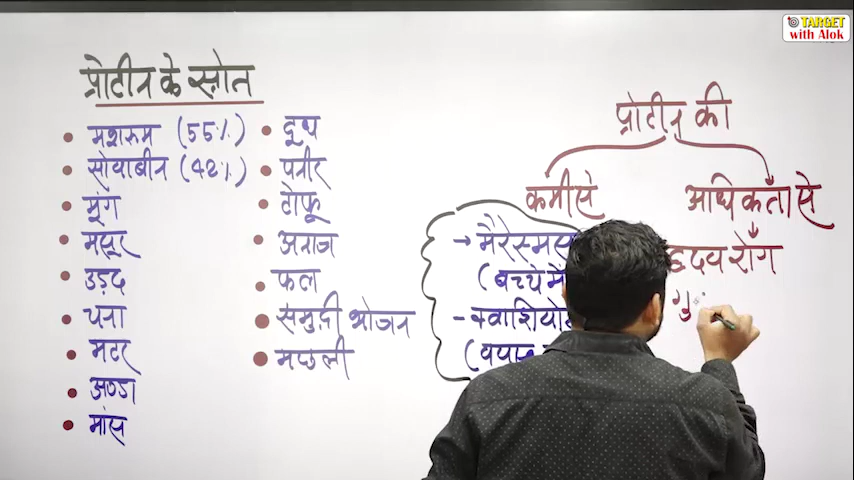 TARGET
with Alok
प्रोटीन के स्रोत
मशरूम (55%)
सोयाबीन (42%)
मूंग
मसूर
उड़द
चना
मटर
अण्डा
मांस
दूध
पनीर
टोफू
अनाज
फल
समुद्री भोजन
मछली
प्रोटीन की
कमी से
अधिकता से
मैरेस्मस
(बच्चे में
हृदय रोग
गु